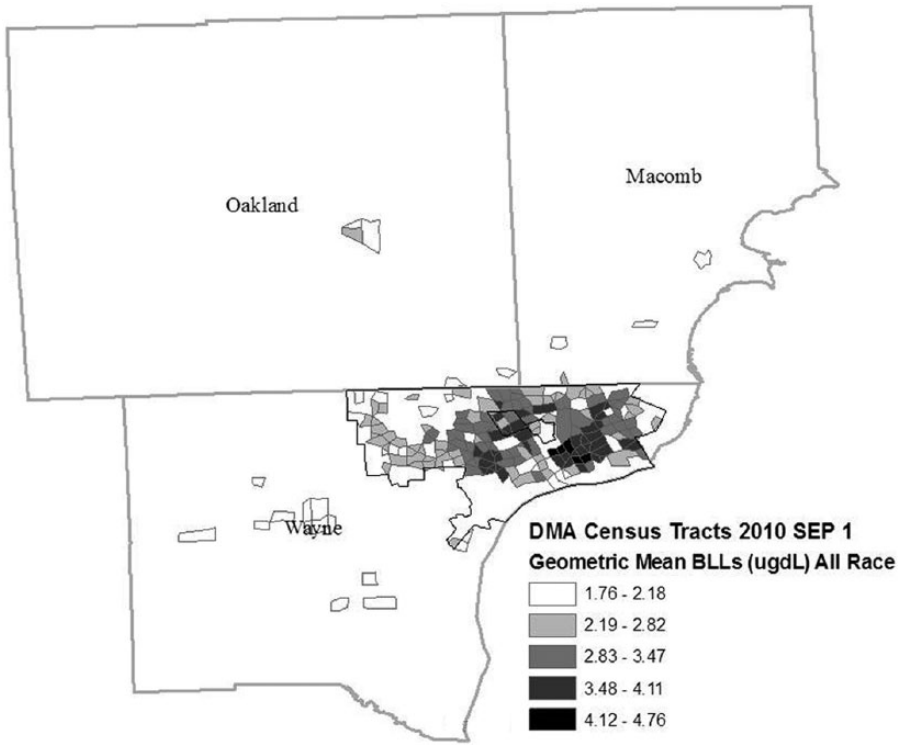 Macomb
Oakland
Wayne
DMA Census Tracts 2010 SEP 1
Geometric Mean BLLs (ugdL) All Race
1.76 - 2.18
2.19 - 2.82
2.83 - 3.47
3.48 - 4.11
4.12 - 4.76